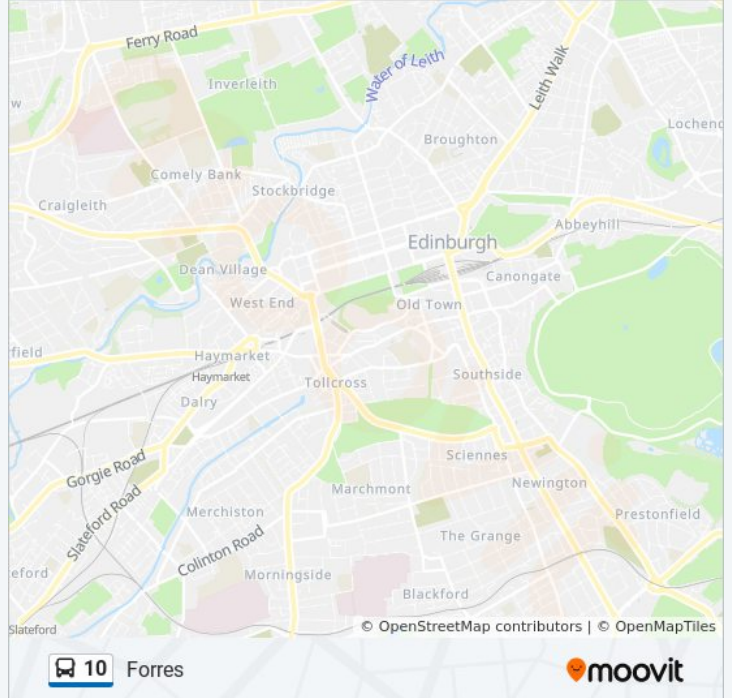 Ferry Road
Water of Leith
Leith Walk
Inverleith
w
Lochend
Broughton
Comely Bank
Stockbridge
Craigleith
Abbeyhill
Edinburgh
Dean Village
Canongate
West End
Old Town
field
Haymarket
Haymarket
Southside
Tollcross
Dalry
Sciennes
Gorgie Road
Newington
Marchmont
Slateford Road
Merchiston
Prestonfield
The Grange
Colinton Road
eford
Morningside
Blackford
Slateford
© OpenStreetMap contributors | © OpenMapTiles
10 Forres
moovit